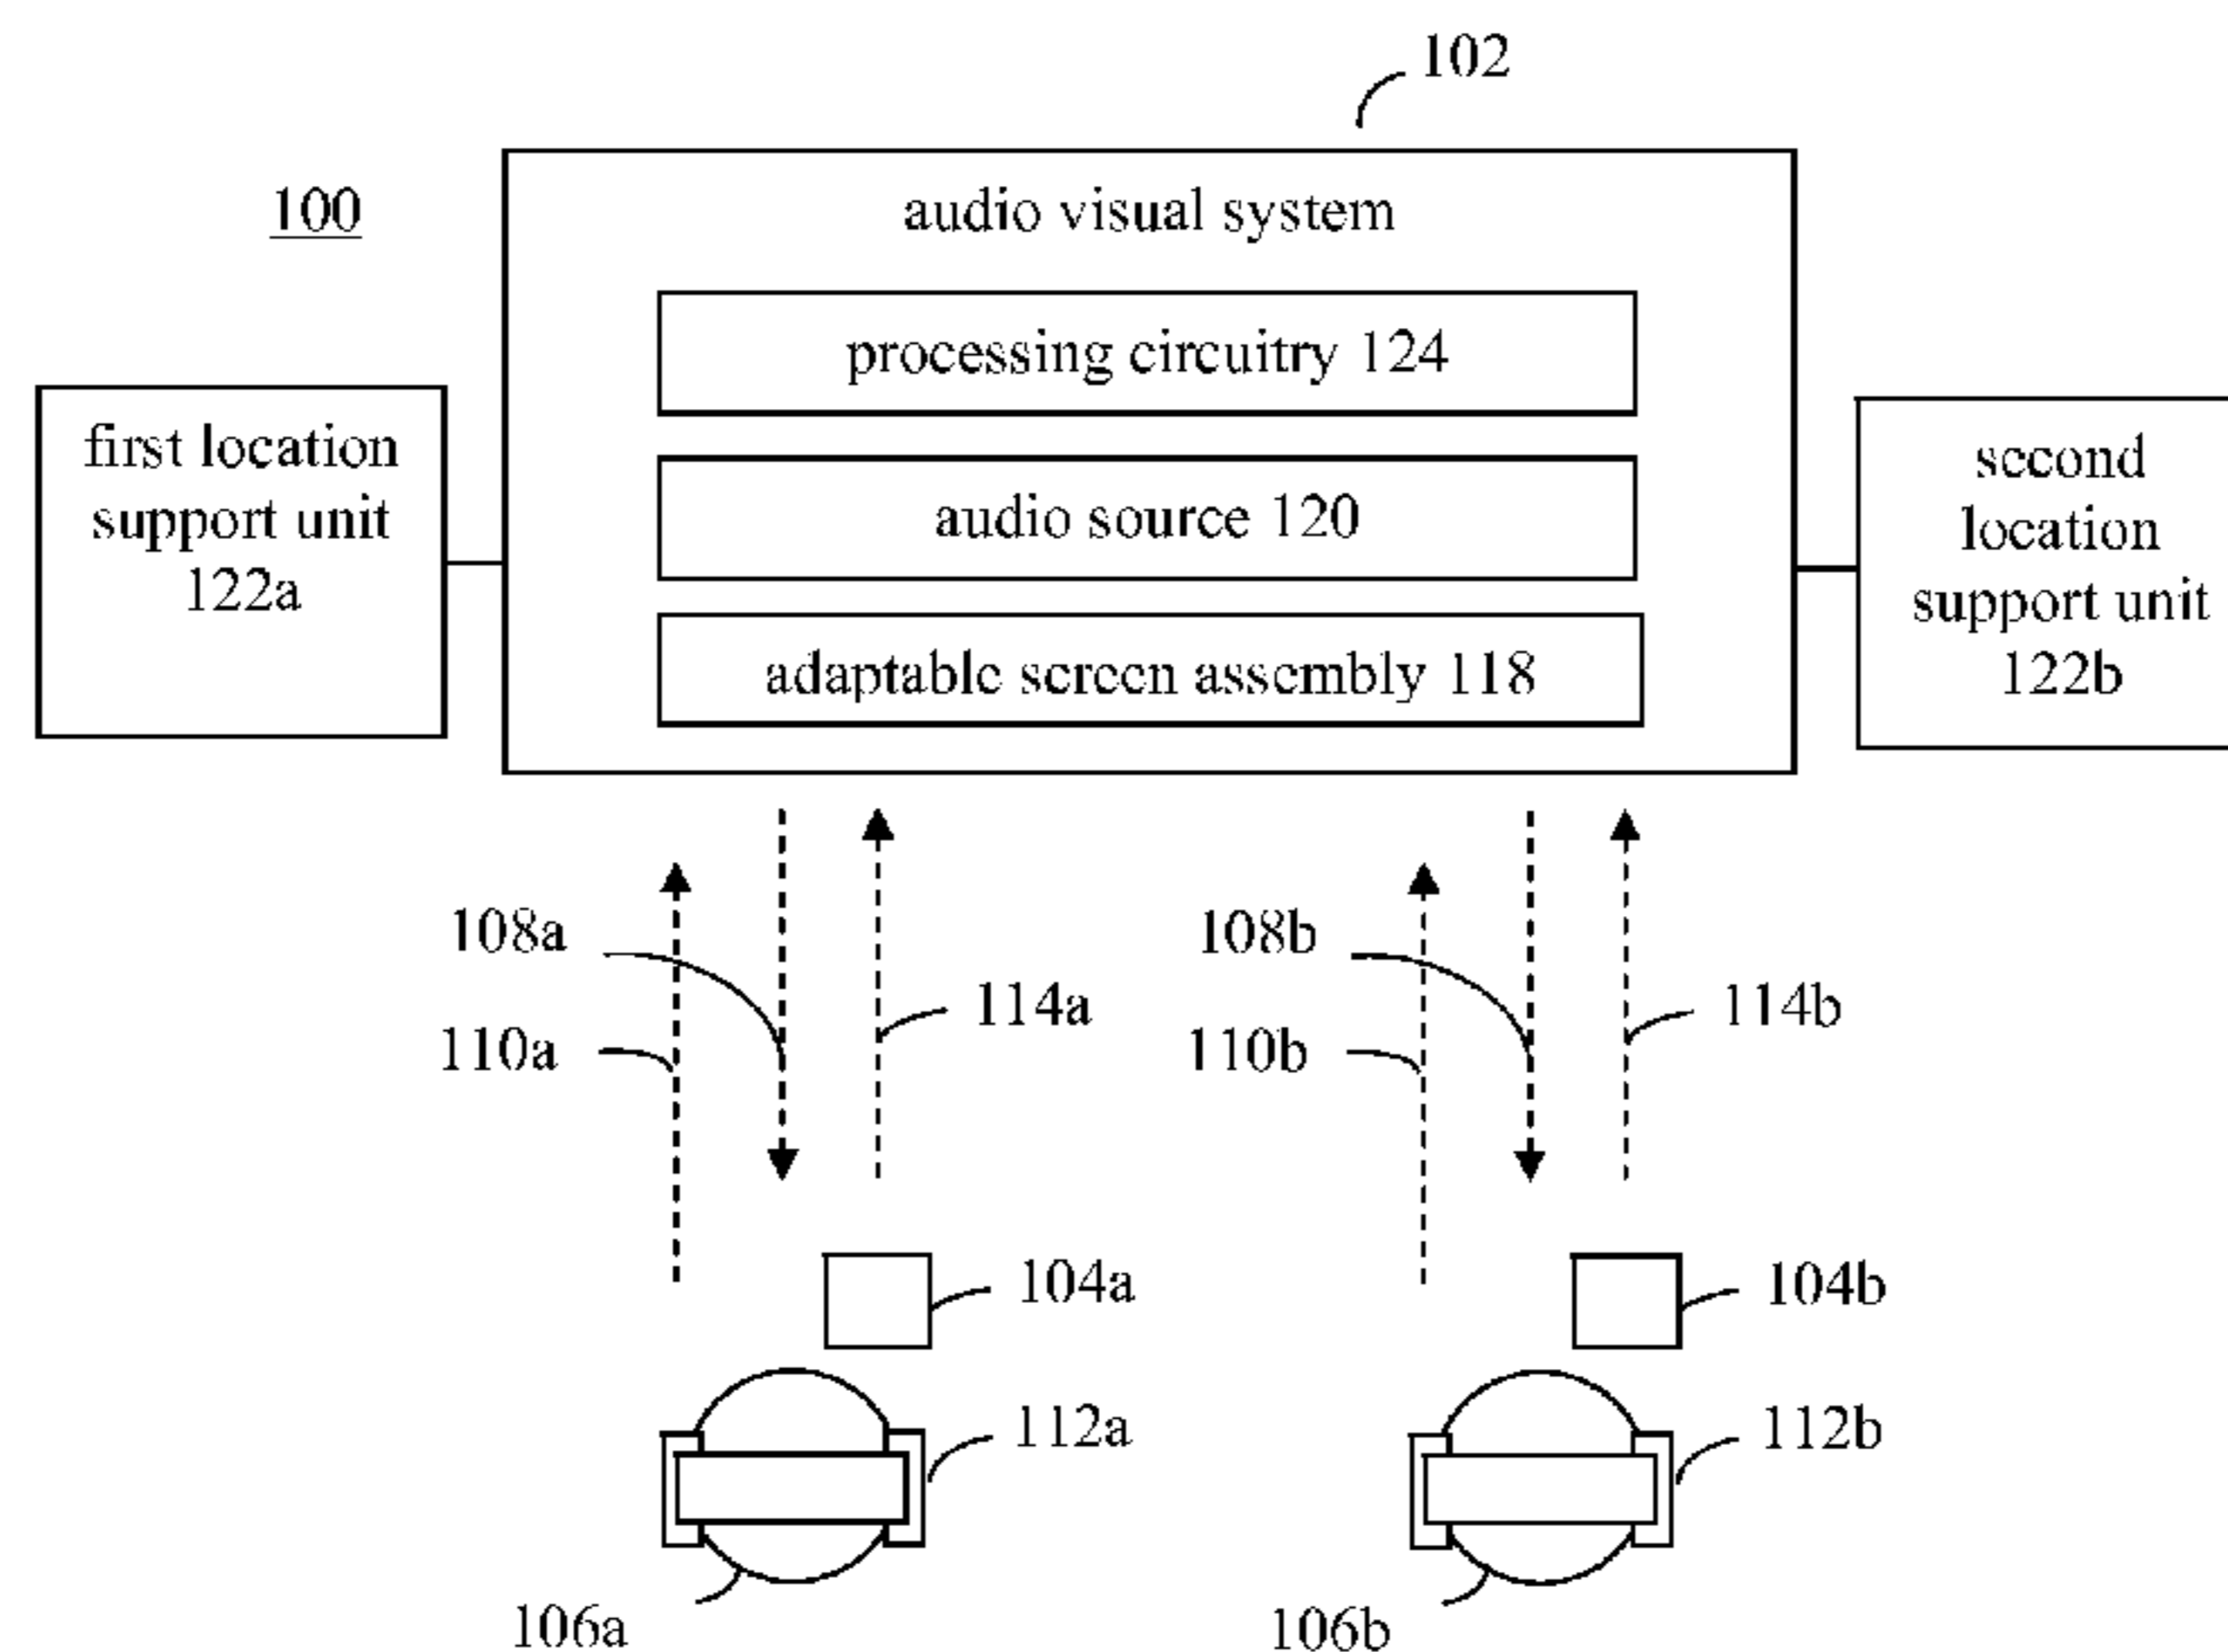 102
100
audio visual system
processing circuitry 124
first location
support unit
122a
audio source 120
second
location
support unit
122b
adaptable screen assembly 118
108a
108b
114a
114b
110a
110b
104a
104b
112a
112b
106a
106b